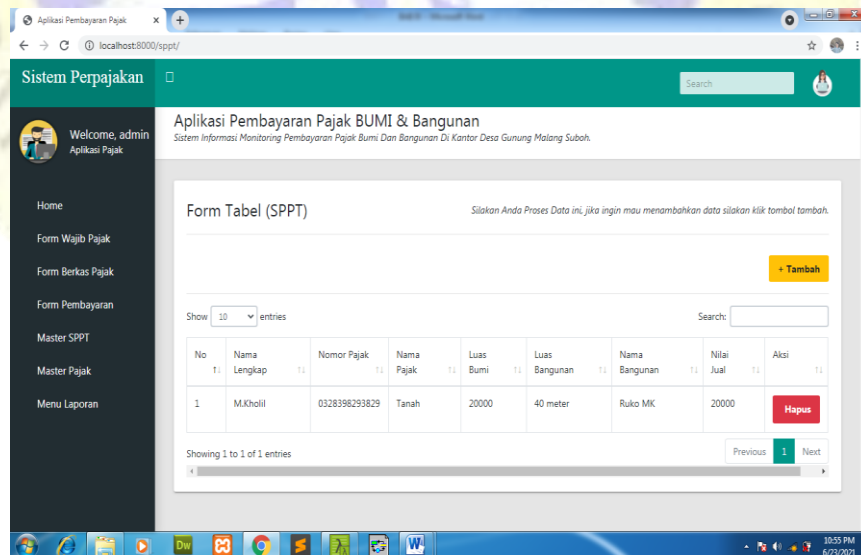 Aplikasi Pembayaran Pajak
localhost:8000/sppt/
Sistem Perpajakan
Search
Welcome, admin
Aplikasi Pajak
Aplikasi Pembayaran Pajak BUMI & Bangunan
Sistem Informasi Monitoring Pembayaran Pajak Bumi Dan Bangunan Di Kantor Desa Gunung Malang Suboh.
Home
Form Wajib Pajak
Form Berkas Pajak
Form Pembayaran
Master SPPT
Master Pajak
Menu Laporan
Form Tabel (SPPT)
Silakan Anda Proses Data ini, jika ingin mau menambahkan data silakan klik tombol tambah.
+ Tambah
Show 10 entries
Search:
No Nama Lengkap Nomor Pajak Nama Pajak Luas Bumi Luas Bangunan Nama Bangunan Nilai Jual Aksi
1 M.Kholil 0328398293829 Tanah 20000 40 meter Ruko MK 20000 Hapus
Showing 1 to 1 of 1 entries
Previous 1 Next
Dw
W
10:55 PM